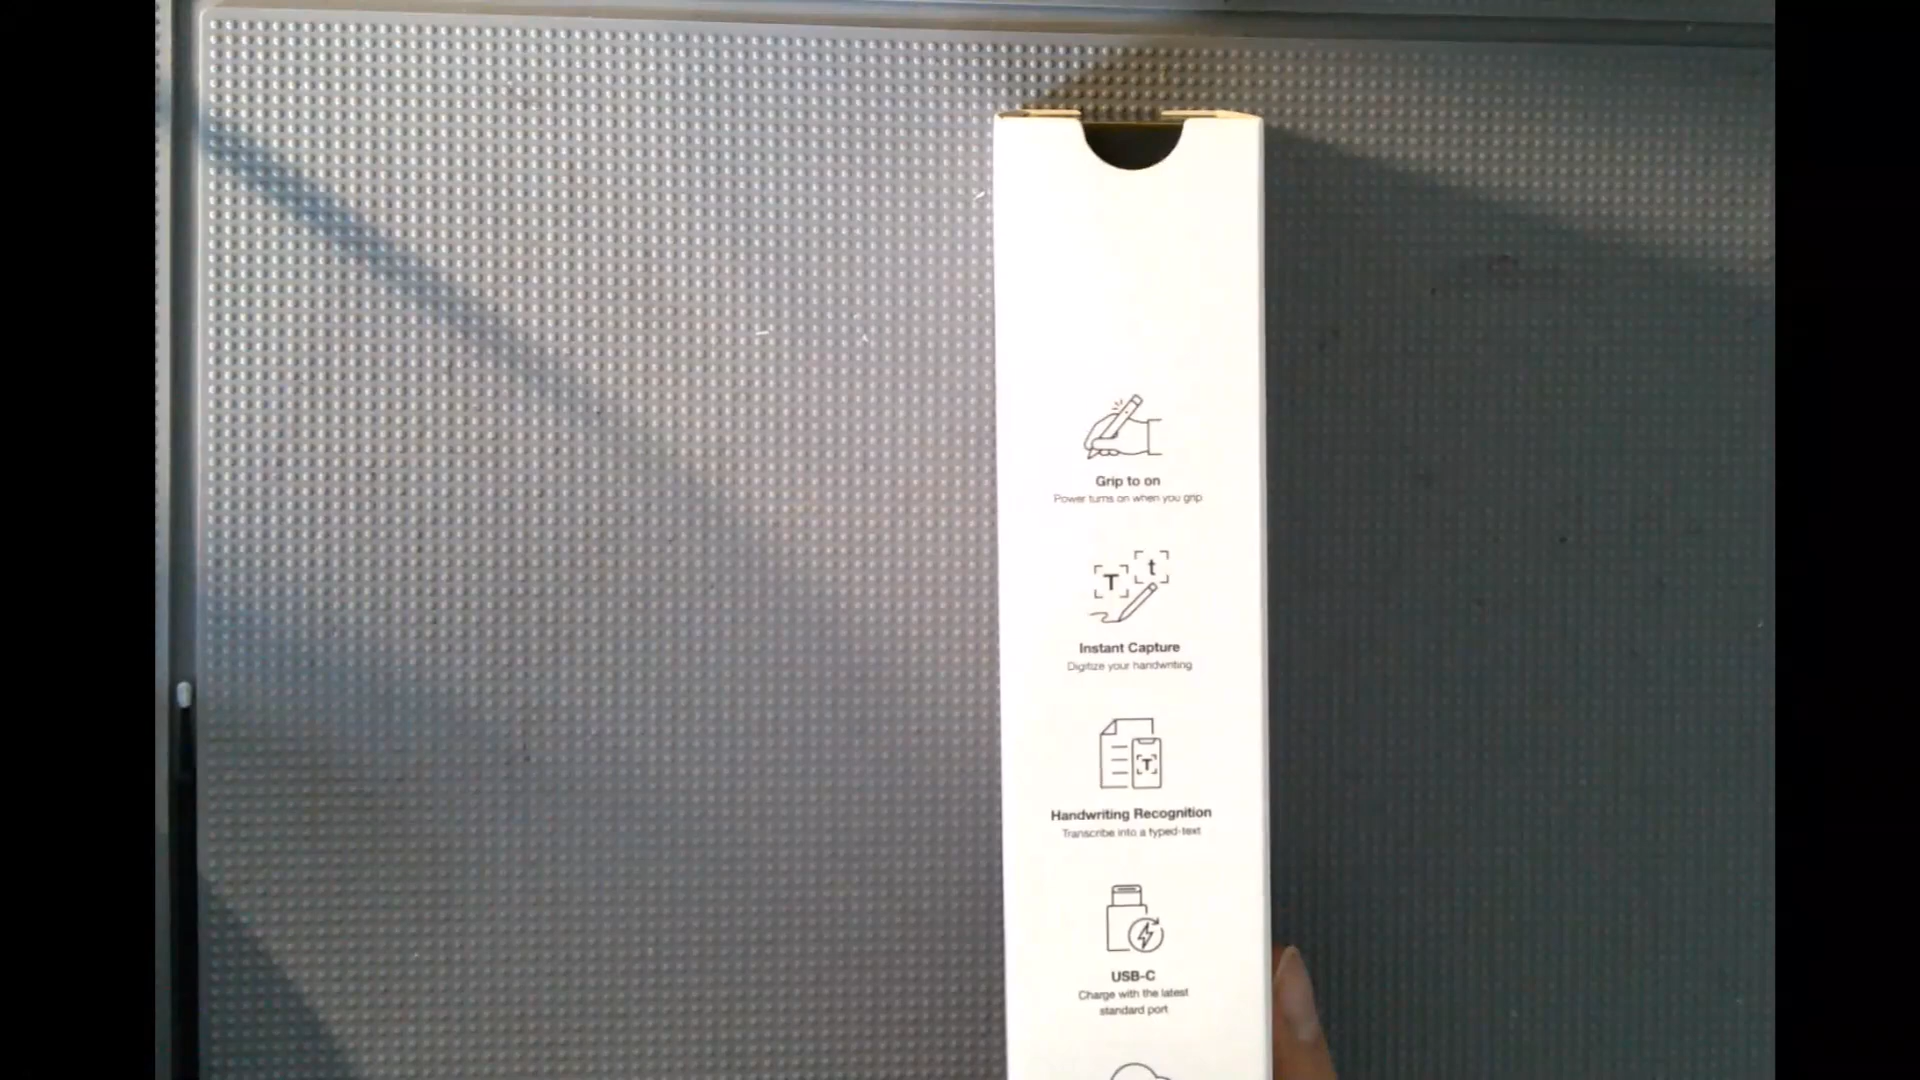 Grip to on
Power turns on when you grip
T
t
Instant Capture
Digitize your handwriting
T
Handwriting Recognition
Transcribe into a typed-text
USB-C
Charge with the latest
standard port